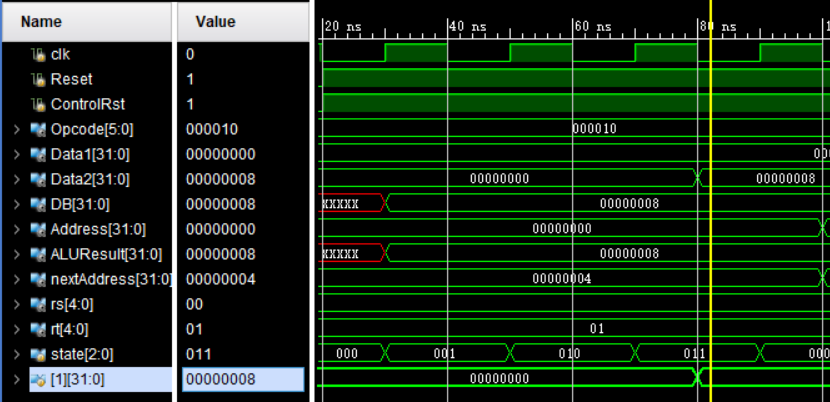 Name Value 20 ns 40 ns 60 ns 80 ns
clk 0
Reset 1
ControlRst 1
Opcode[5:0] 000010 000010
Data1[31:0] 00000000
Data2[31:0] 00000008 00000000 00000008
DB[31:0] 00000008 XXXXX 00000008
Address[31:0] 00000000 00000000
ALUResult[31:0] 00000008 XXXXX 00000008
nextAddress[31:0] 00000004 00000004
rs[4:0] 00
rt[4:0] 01 01
state[2:0] 011 000 001 010 011 000
[1][31:0] 00000008 00000000